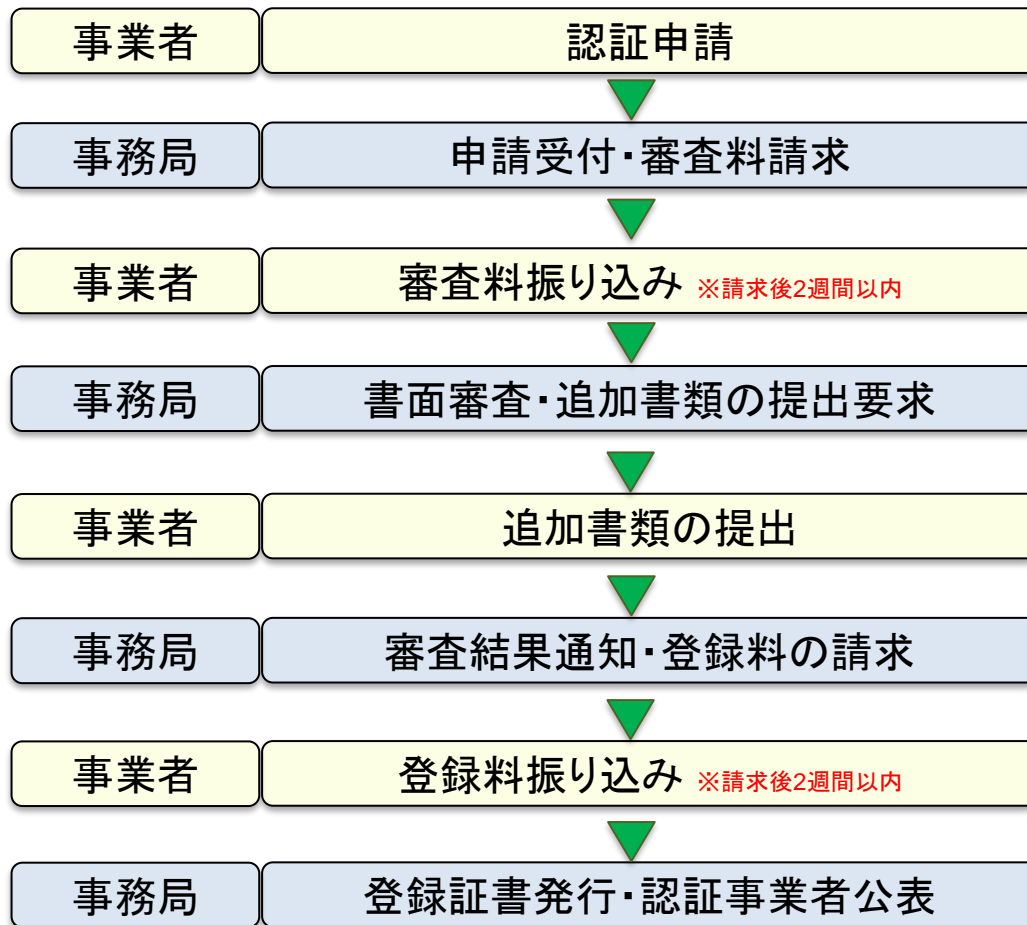 事業者 認証申請
事務局 申請受付・審査料請求
事業者 審査料振り込み ※請求後2週間以内
事務局 書面審査・追加書類の提出要求
事業者 追加書類の提出
事務局 審査結果通知・登録料の請求
事業者 登録料振り込み ※請求後2週間以内
事務局 登録証書発行・認証事業者公表